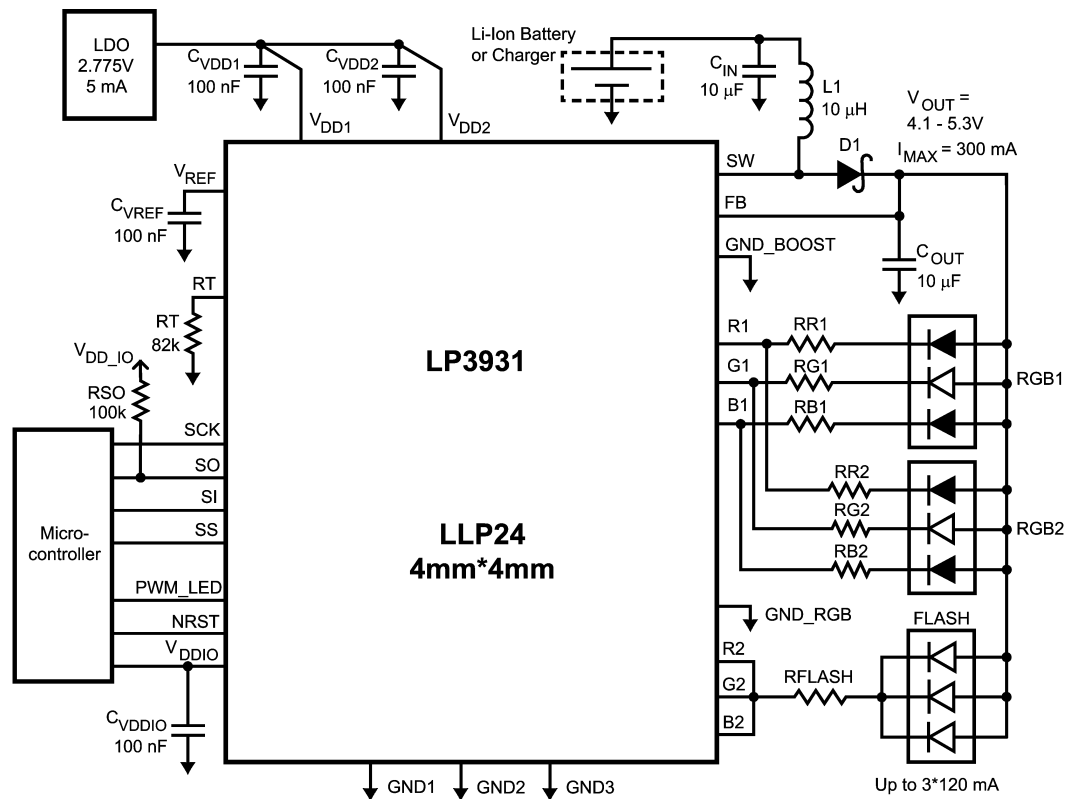 LDO
2.775V
5 mA
CVDD1
100 nF
CVDD2
100 nF
VDD1
VDD2
Li-Ion Battery
or Charger
CIN
10 μF
L1
10 μH
VOUT =
4.1 - 5.3V
IMAX = 300 mA
D1
SW
FB
GND_BOOST
COUT
10 μF
VREF
CVREF
100 nF
RT
RT
82k
VDD_IO
RSO
100k
LP3931
LLP24
4mm*4mm
R1
RR1
G1
RG1
B1
RB1
RGB1
RR2
RG2
RB2
RGB2
GND_RGB
FLASH
R2
G2
B2
RFLASH
Up to 3*120 mA
Micro-
controller
SCK
SO
SI
SS
PWM_LED
NRST
VDDIO
CVDDIO
100 nF
GND1
GND2
GND3